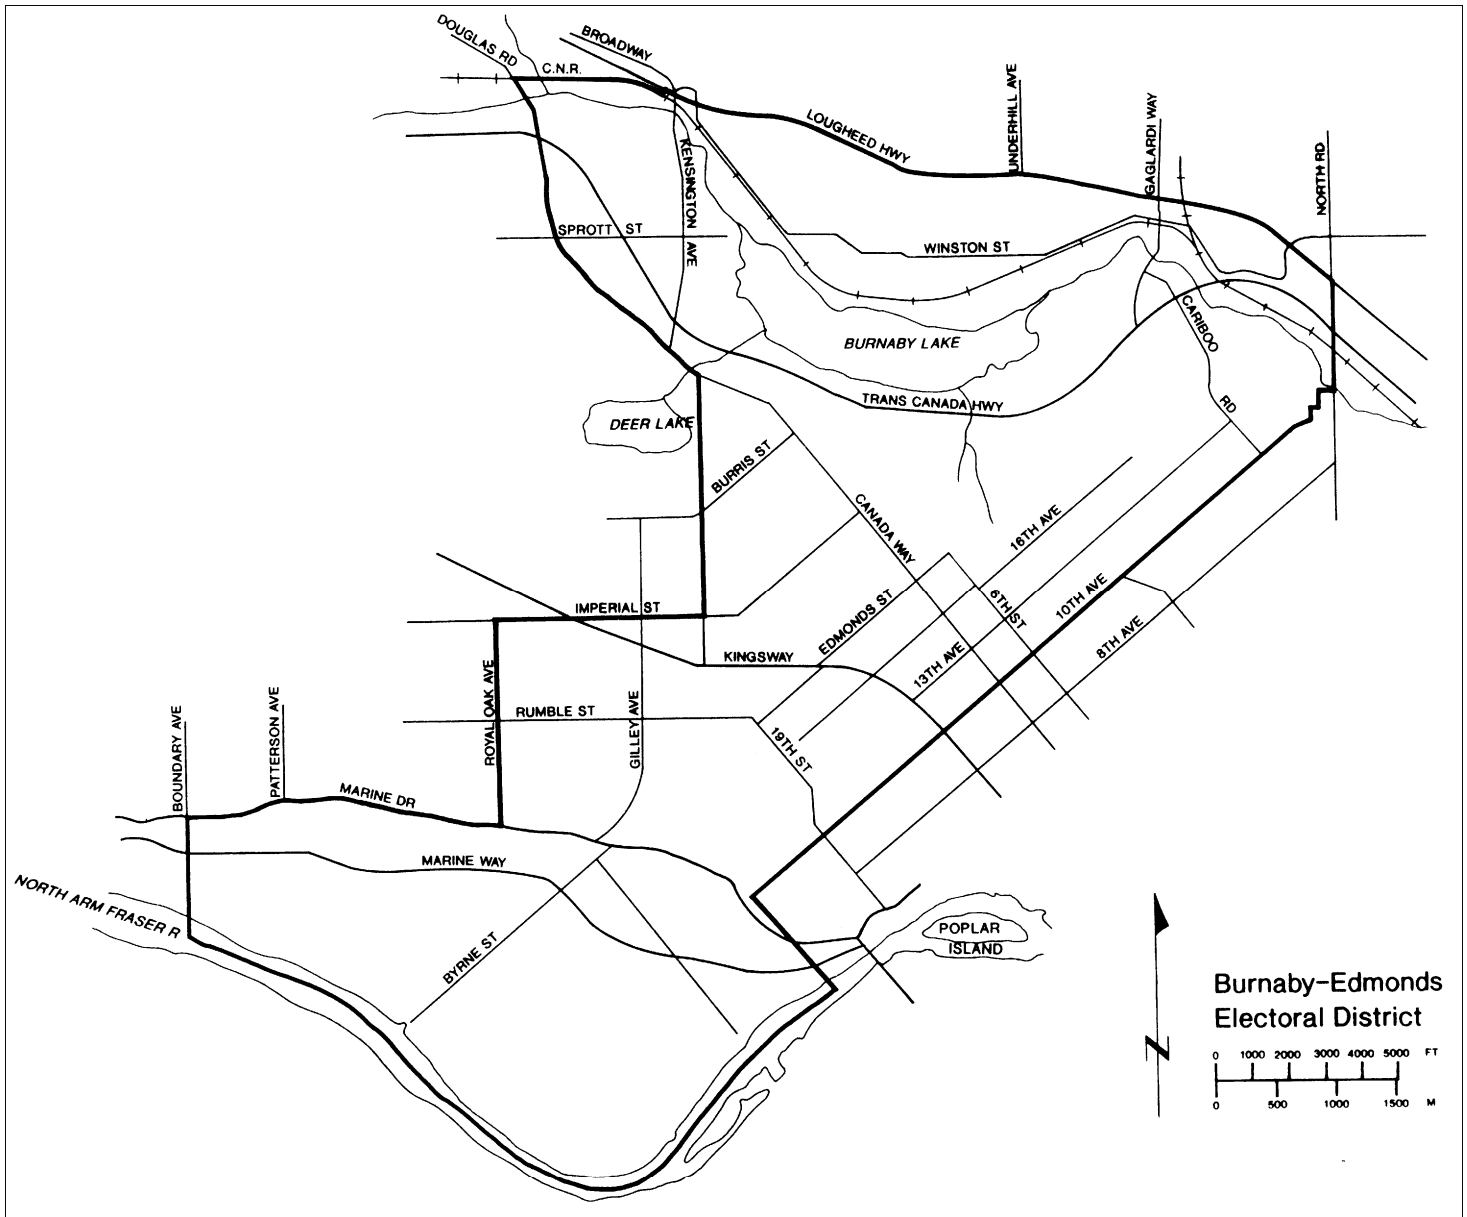 DOUGLAS RD
BROADWAY
C.N.R.
LOUGHEED HWY
UNDERHILL AVE
GAGLARDI WAY
NORTH RD
KENSINGTON AVE
SPROTT ST
WINSTON ST
CARIBOO RD
BURNABY LAKE
TRANS CANADA HWY
DEER LAKE
BURRIS ST
CANADA WAY
16TH AVE
IMPERIAL ST
EDMONDS ST
6TH ST
10TH AVE
8TH AVE
KINGSWAY
13TH AVE
ROYAL OAK AVE
RUMBLE ST
GILLEY AVE
19TH ST
BOUNDARY AVE
PATTERSON AVE
MARINE DR
MARINE WAY
NORTH ARM FRASER R
BYRNE ST
POPLAR
ISLAND
Burnaby-Edmonds
Electoral District
0 1000 2000 3000 4000 5000 FT
0 500 1000 1500 M